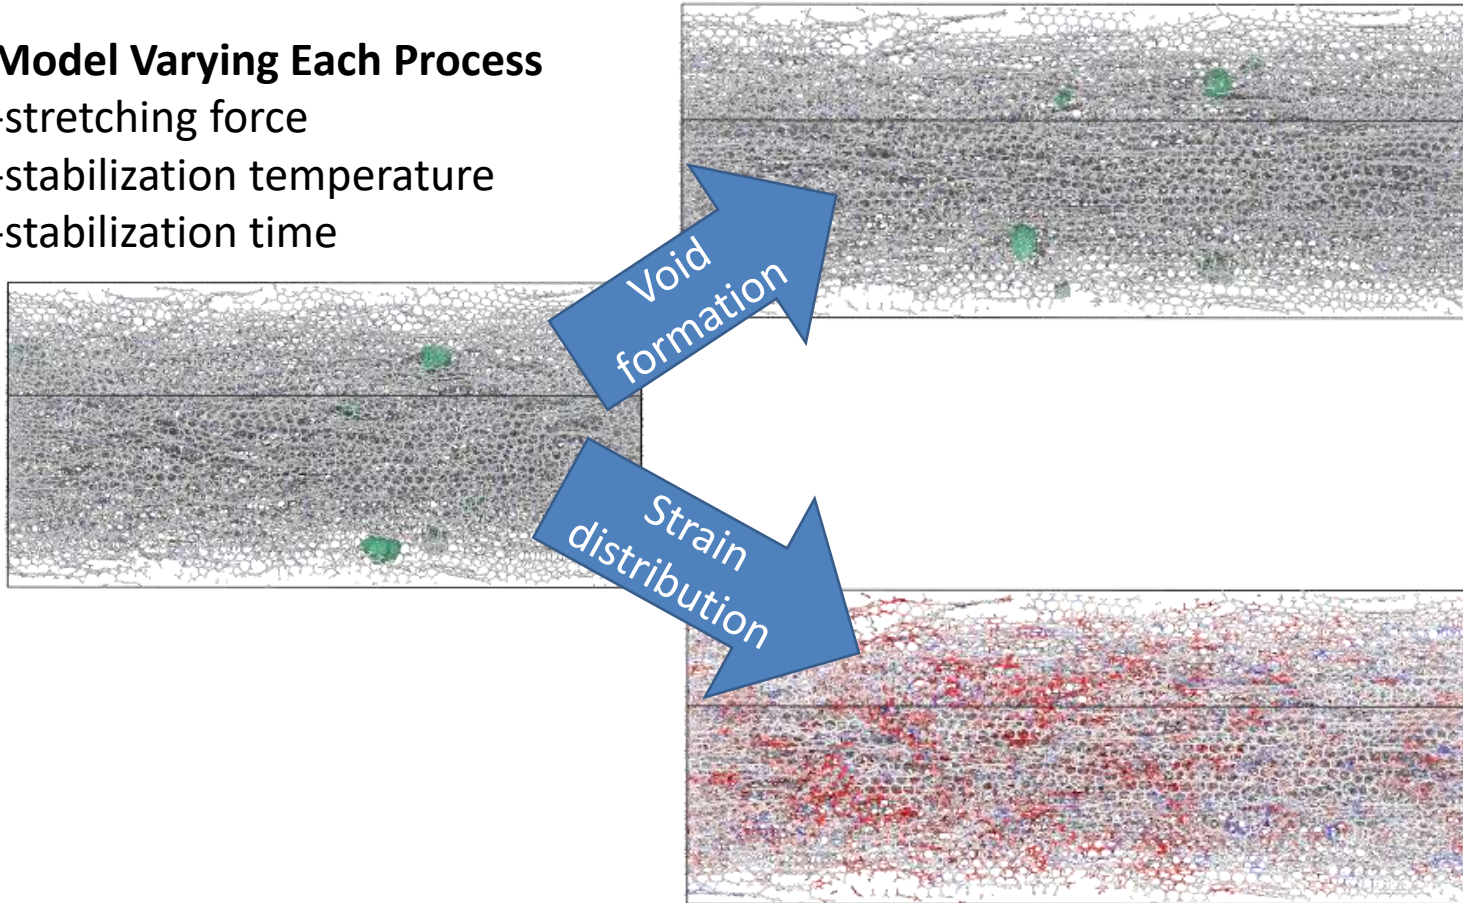 Model Varying Each Process
-stretching force
-stabilization temperature
-stabilization time
Void
formation
Strain
distribution